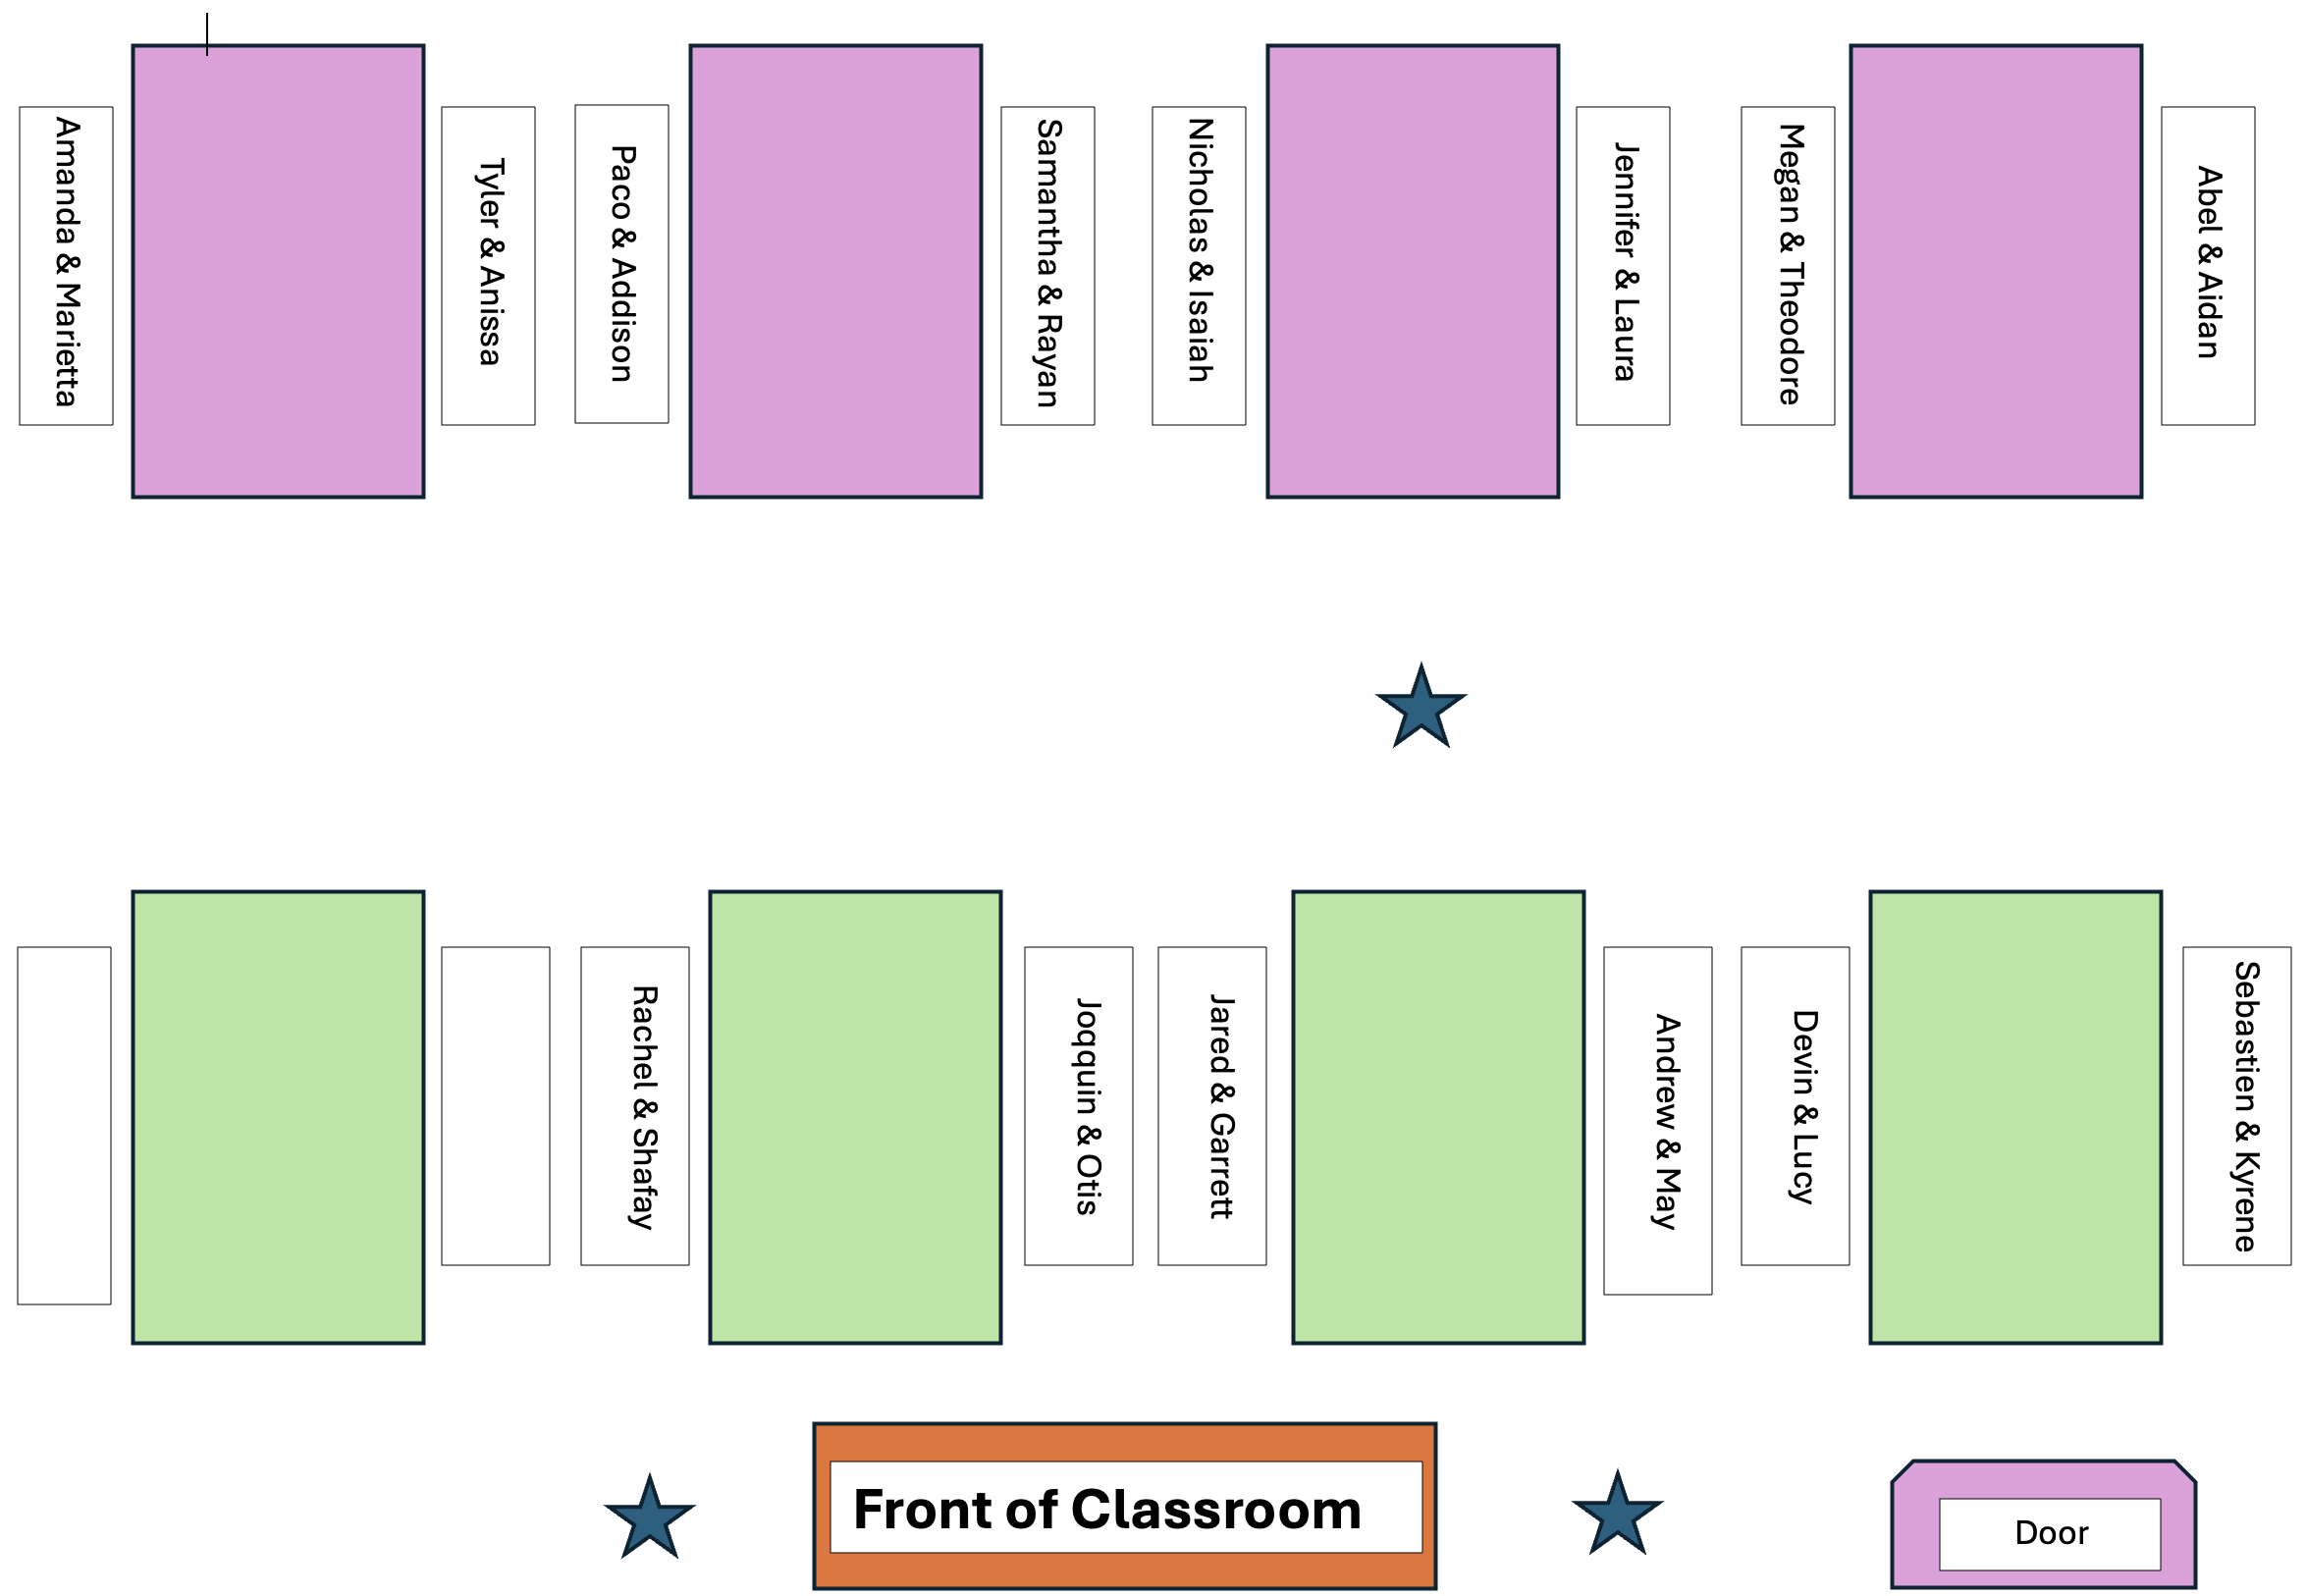 Amanda & Marietta
Tyler & Anissa
Paco & Addison
Samantha & Rayan
Nicholas & Isaiah
Jennifer & Laura
Megan & Theodore
Abel & Aidan
Rachel & Shafay
Joqquin & Otis
Jared & Garrett
Andrew & May
Devin & Lucy
Sebastien & Kyrene
Front of Classroom
Door